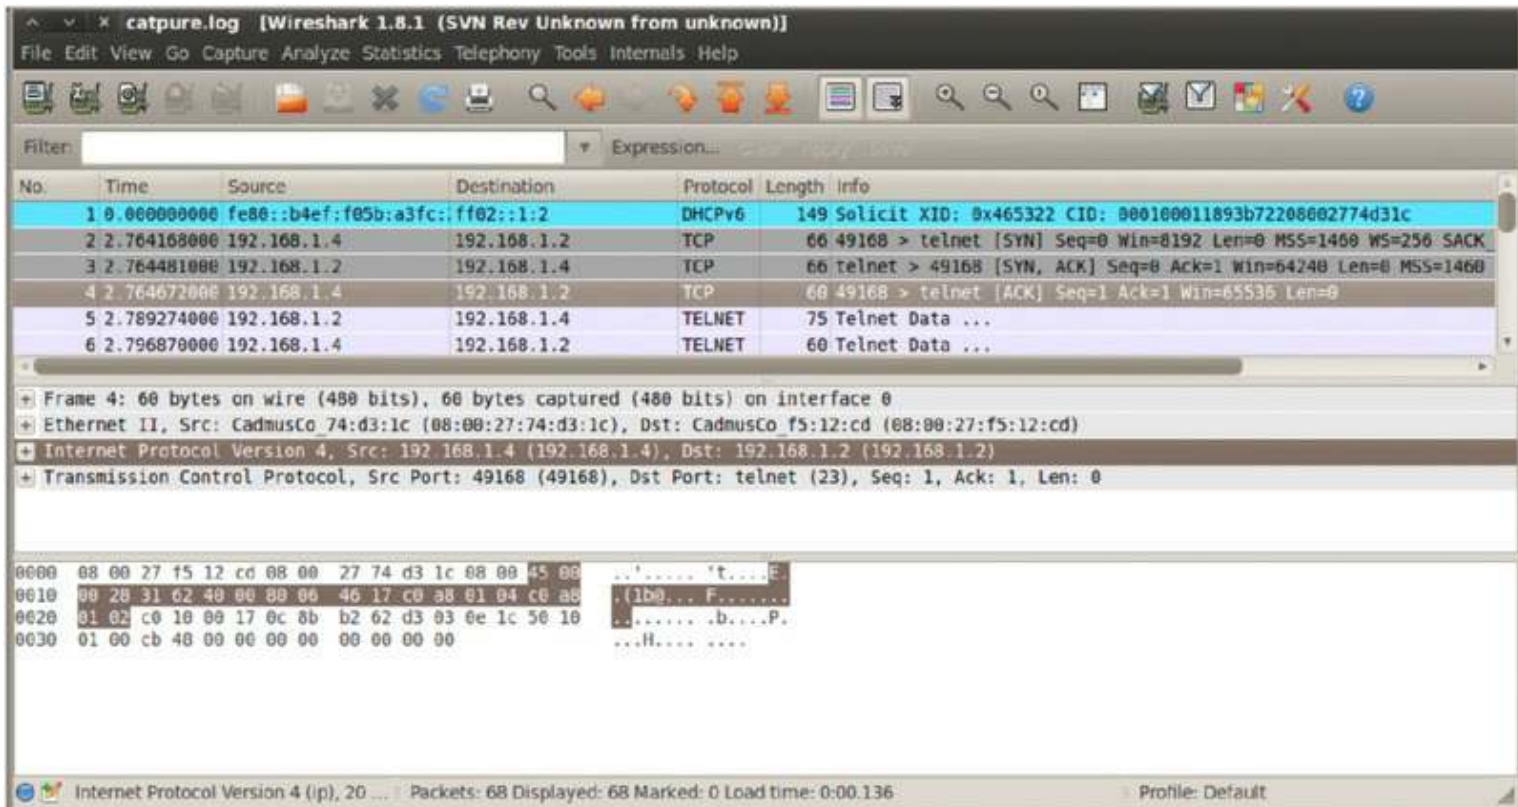 catpure.log [Wireshark 1.8.1 (SVN Rev Unknown from unknown)]
File Edit View Go Capture Analyze Statistics Telephony Tools Internals Help
Filter: Expression...
No. Time Source Destination Protocol Length Info
1 0.000000000 fe80::b4ef:f05b:a3fc: ff02::1:2 DHCPv6 149 Solicit XID: 0x465322 CID: 000100011893b72208002774d31c
2 2.764168000 192.168.1.4 192.168.1.2 TCP 66 49168 > telnet [SYN] Seq=0 Win=8192 Len=0 MSS=1460 WS=256 SACK_
3 2.764481000 192.168.1.2 192.168.1.4 TCP 66 telnet > 49168 [SYN, ACK] Seq=0 Ack=1 Win=64240 Len=0 MSS=1460
4 2.764672000 192.168.1.4 192.168.1.2 TCP 60 49168 > telnet [ACK] Seq=1 Ack=1 Win=65536 Len=0
5 2.789274000 192.168.1.2 192.168.1.4 TELNET 75 Telnet Data ...
6 2.796870000 192.168.1.4 192.168.1.2 TELNET 60 Telnet Data ...
+ Frame 4: 60 bytes on wire (480 bits), 60 bytes captured (480 bits) on interface 0
+ Ethernet II, Src: CadmusCo_74:d3:1c (08:00:27:74:d3:1c), Dst: CadmusCo_f5:12:cd (08:00:27:f5:12:cd)
+ Internet Protocol Version 4, Src: 192.168.1.4 (192.168.1.4), Dst: 192.168.1.2 (192.168.1.2)
+ Transmission Control Protocol, Src Port: 49168 (49168), Dst Port: telnet (23), Seq: 1, Ack: 1, Len: 0
0000 08 00 27 f5 12 cd 08 00 27 74 d3 1c 08 00 45 00 ..'..... 't....E.
0010 00 28 31 62 40 00 80 06 46 17 c0 a8 01 04 c0 a8 .(1b@... F.......
0020 01 02 c0 10 00 17 0c 8b b2 62 d3 03 0e 1c 50 10 ........ .b....P.
0030 01 00 cb 48 00 00 00 00 00 00 00 00 ...H.... ....
Internet Protocol Version 4 (ip), 20 ... Packets: 68 Displayed: 68 Marked: 0 Load time: 0:00.136 Profile: Default